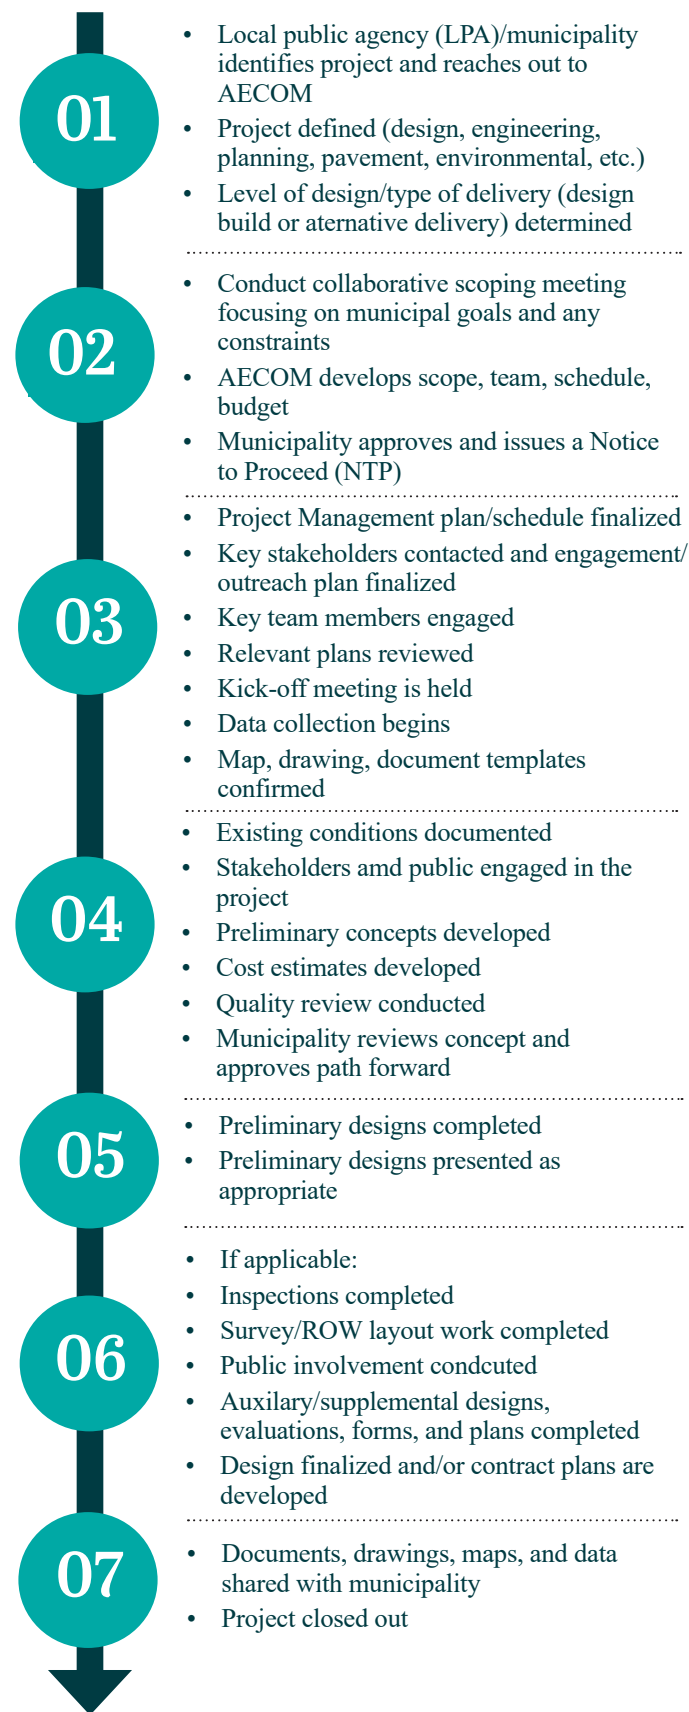 01
• Local public agency (LPA)/municipality
identifies project and reaches out to
AECOM
• Project defined (design, engineering,
planning, pavement, environmental, etc.)
• Level of design/type of delivery (design
build or aternative delivery) determined
02
• Conduct collaborative scoping meeting
focusing on municipal goals and any
constraints
• AECOM develops scope, team, schedule,
budget
• Municipality approves and issues a Notice
to Proceed (NTP)
03
• Project Management plan/schedule finalized
• Key stakeholders contacted and engagement/
outreach plan finalized
• Key team members engaged
• Relevant plans reviewed
• Kick-off meeting is held
• Data collection begins
• Map, drawing, document templates
confirmed
04
• Existing conditions documented
• Stakeholders amd public engaged in the
project
• Preliminary concepts developed
• Cost estimates developed
• Quality review conducted
• Municipality reviews concept and
approves path forward
05
• Preliminary designs completed
• Preliminary designs presented as
appropriate
06
• If applicable:
• Inspections completed
• Survey/ROW layout work completed
• Public involvement condcuted
• Auxilary/supplemental designs,
evaluations, forms, and plans completed
• Design finalized and/or contract plans are
developed
07
• Documents, drawings, maps, and data
shared with municipality
• Project closed out